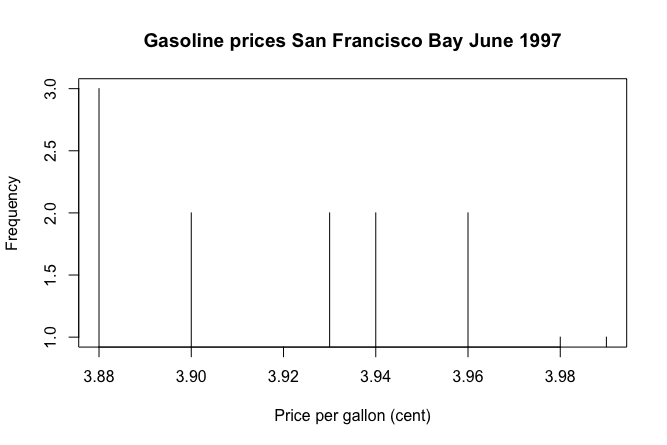 Gasoline prices San Francisco Bay June 1997
Frequency
3.0
2.5
2.0
1.5
1.0
3.88 3.90 3.92 3.94 3.96 3.98
Price per gallon (cent)